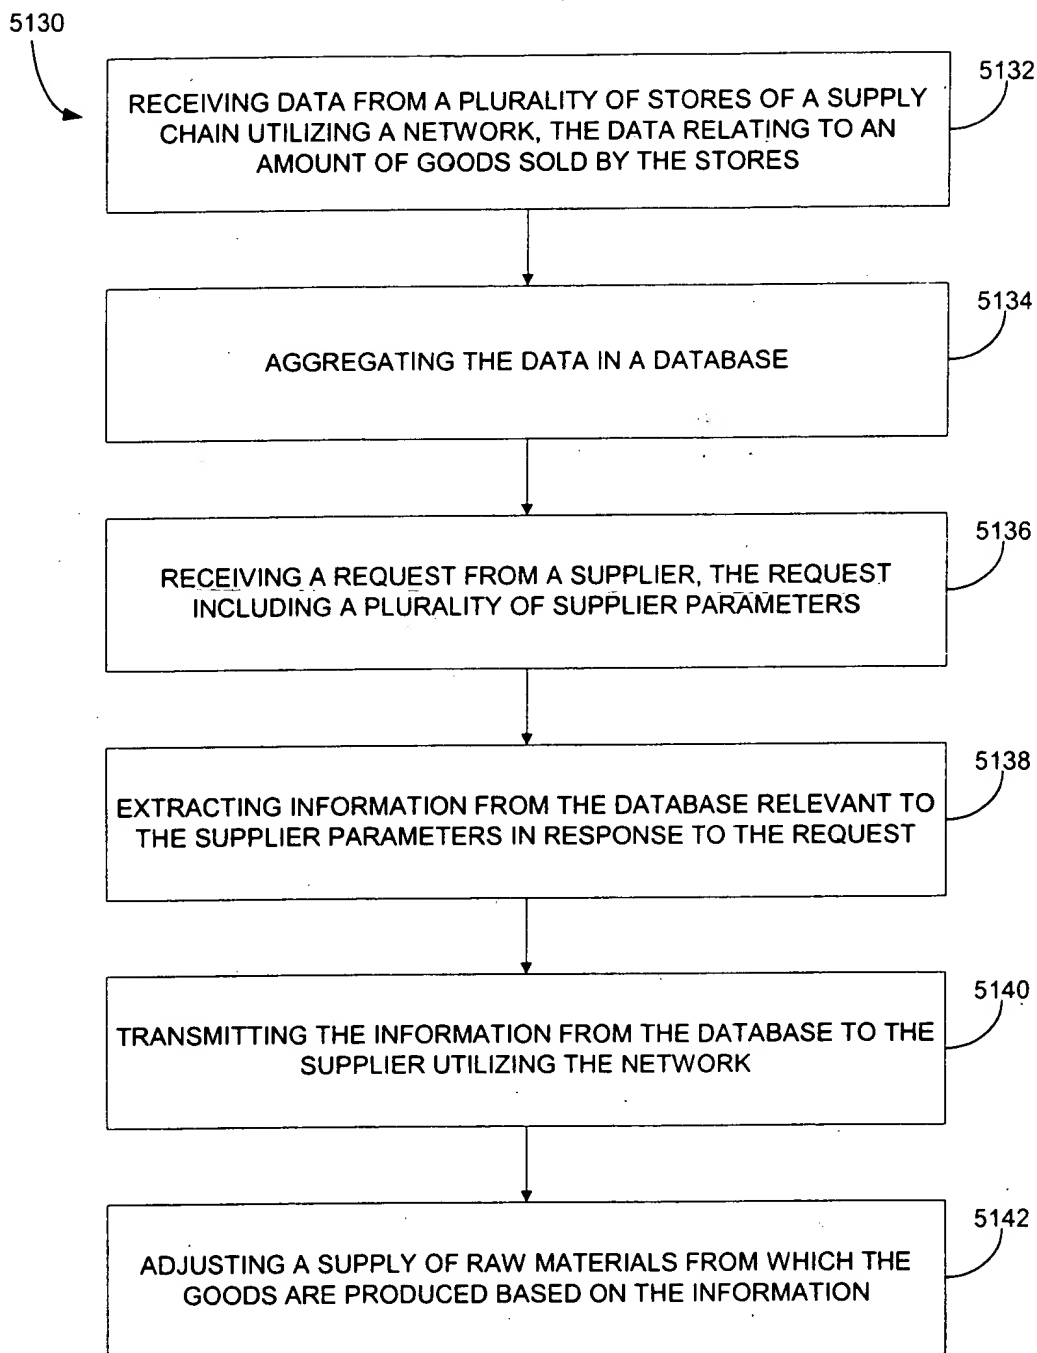 5130
5132
RECEIVING DATA FROM A PLURALITY OF STORES OF A SUPPLY
CHAIN UTILIZING A NETWORK, THE DATA RELATING TO AN
AMOUNT OF GOODS SOLD BY THE STORES
5134
AGGREGATING THE DATA IN A DATABASE
5136
RECEIVING A REQUEST FROM A SUPPLIER, THE REQUEST
INCLUDING A PLURALITY OF SUPPLIER PARAMETERS
5138
EXTRACTING INFORMATION FROM THE DATABASE RELEVANT TO
THE SUPPLIER PARAMETERS IN RESPONSE TO THE REQUEST
5140
TRANSMITTING THE INFORMATION FROM THE DATABASE TO THE
SUPPLIER UTILIZING THE NETWORK
5142
ADJUSTING A SUPPLY OF RAW MATERIALS FROM WHICH THE
GOODS ARE PRODUCED BASED ON THE INFORMATION